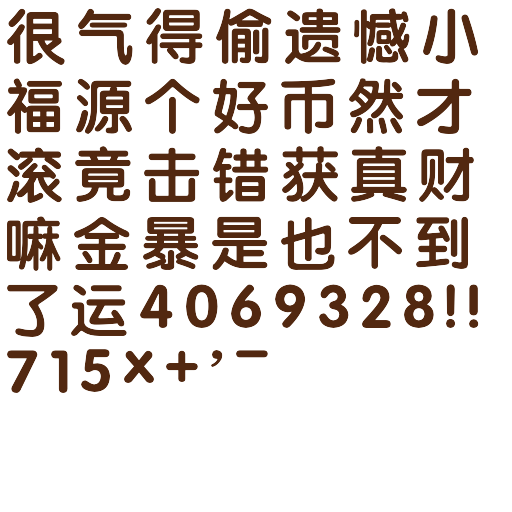 很气得偷遗憾小
福源个好币然才
滚竟击错获真财
嘛金暴是也不到
了运4069328!!
715×+,-